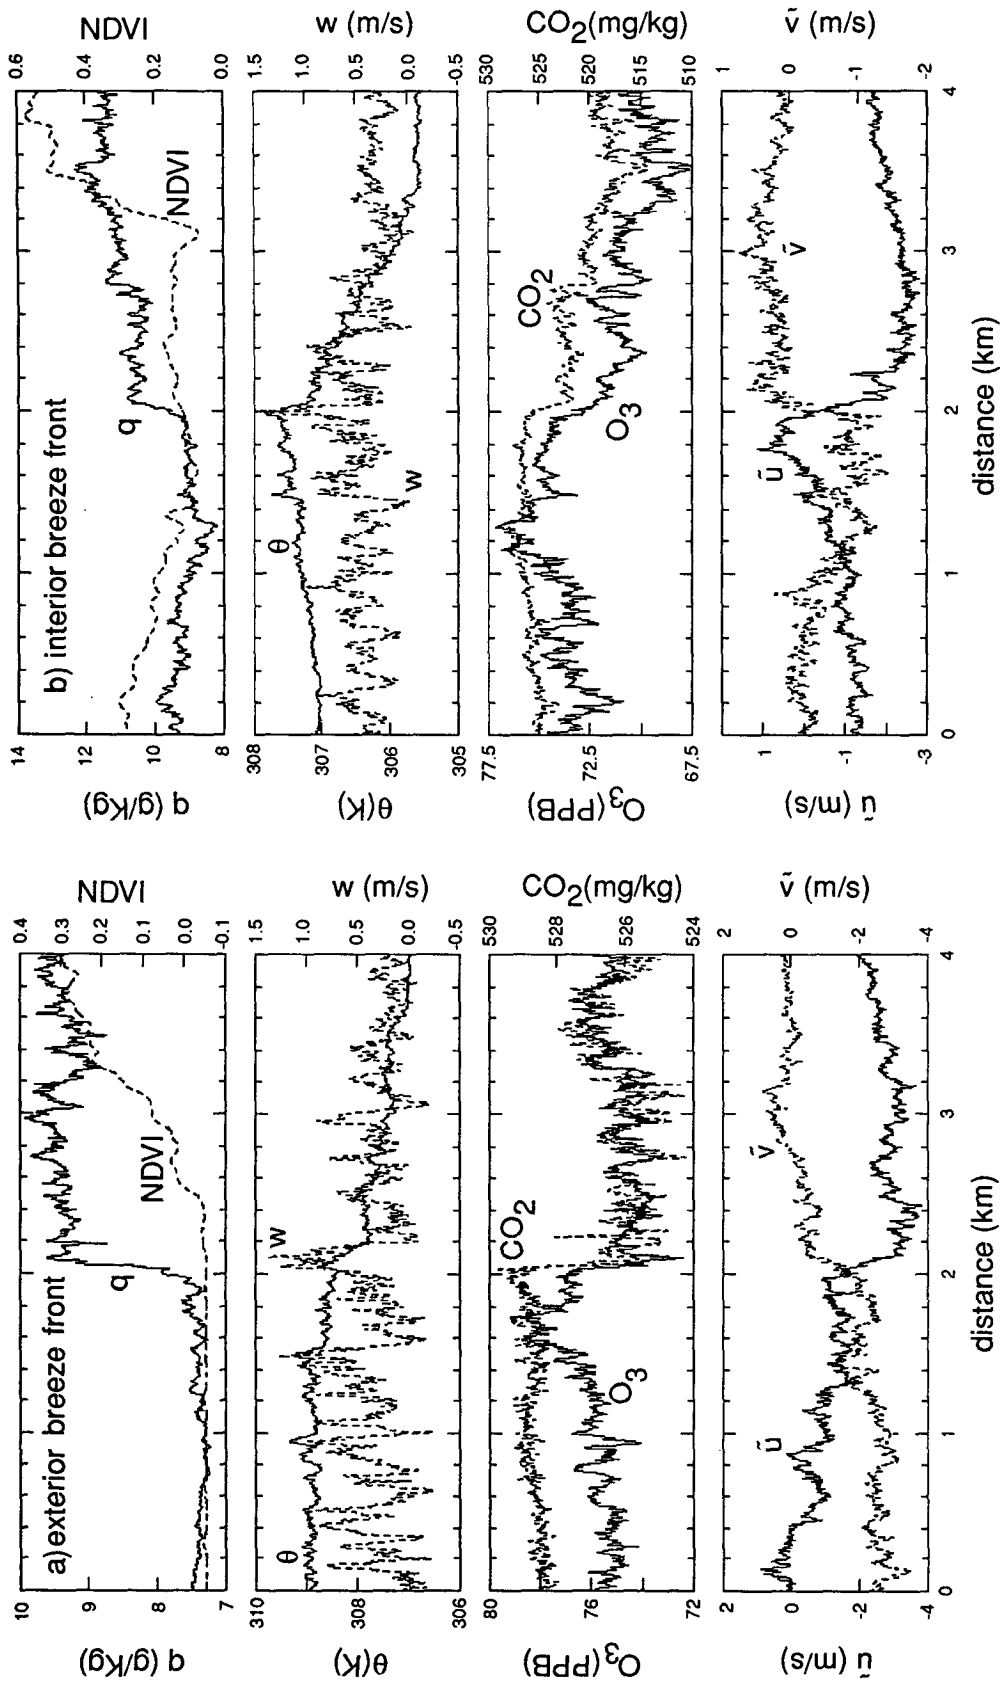 a) exterior breeze front
q (g/Kg)
10
9
8
7
NDVI
0.4
0.3
0.2
0.1
0.0
-0.1
q
NDVI
θ(K)
310
308
306
w (m/s)
1.5
1.0
0.5
0.0
-0.5
θ
w
O3(PPB)
80
76
72
CO2(mg/kg)
530
528
526
524
CO2
O3
ũ (m/s)
2
0
-2
-4
ṽ (m/s)
2
0
-2
-4
ũ
ṽ
0
1
2
3
4
distance (km)
b) interior breeze front
q (g/Kg)
14
12
10
8
NDVI
0.6
0.4
0.2
0.0
q
NDVI
θ(K)
308
307
306
305
w (m/s)
1.5
1.0
0.5
0.0
-0.5
θ
w
O3(PPB)
77.5
72.5
67.5
CO2(mg/kg)
530
525
520
515
510
CO2
O3
ũ (m/s)
1
-1
-2
-3
ṽ (m/s)
1
0
-1
-2
ũ
ṽ
0
1
2
3
4
distance (km)